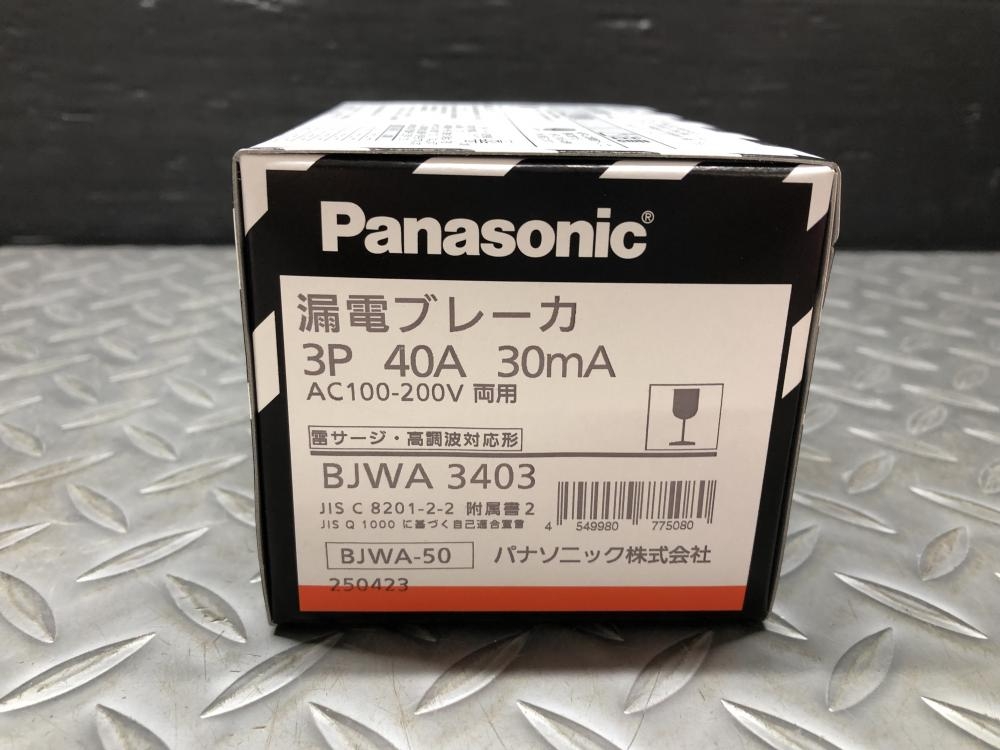 Panasonic®
漏電ブレーカ
3P 40A 30mA
AC100-200V 両用
雷サージ・高調波対応形
BJWA 3403
JIS C 8201-2-2 附属書2
JIS Q 1000 に基づく自己適合宣言
4 549980 775080
BJWA-50 パナソニック株式会社
250423